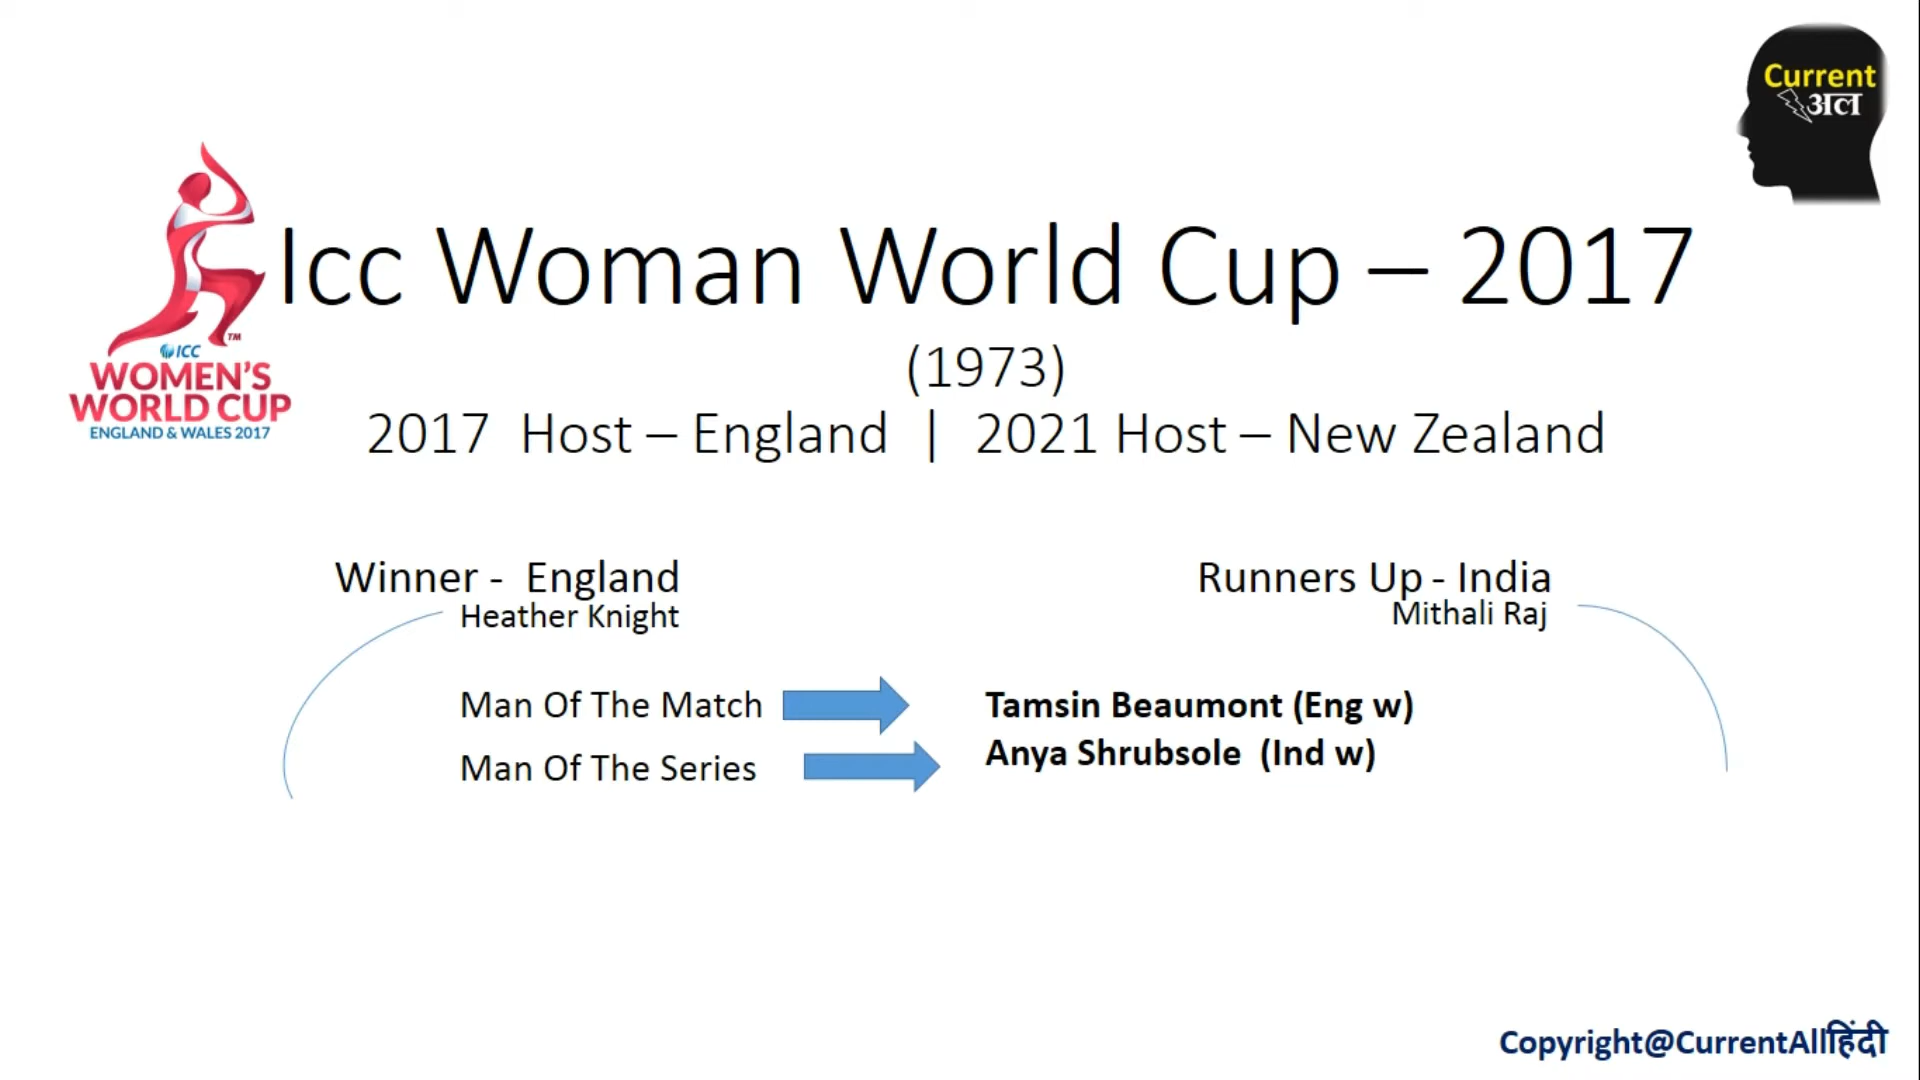 Current
अल
Icc Woman World Cup – 2017
(1973)
2017 Host – England | 2021 Host – New Zealand
TM
ICC
WOMEN'S
WORLD CUP
ENGLAND & WALES 2017
Winner - England
Heather Knight
Runners Up - India
Mithali Raj
Man Of The Match
Tamsin Beaumont (Eng w)
Man Of The Series
Anya Shrubsole (Ind w)
Copyright@CurrentAllहिंदी